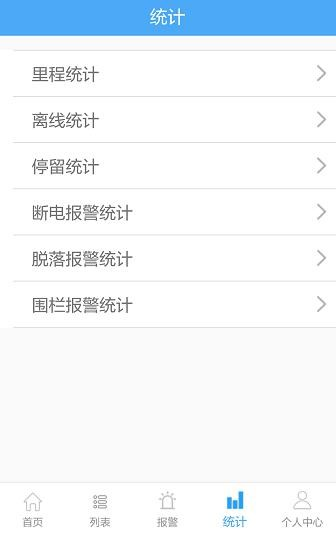 统计
里程统计
离线统计
停留统计
断电报警统计
脱落报警统计
围栏报警统计
首页 列表 报警 统计 个人中心